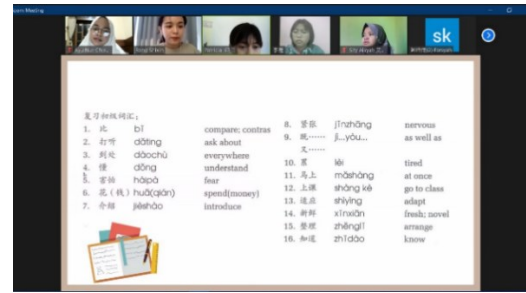 Zoom Meeting
sk
复习初级词汇：
1. 比 bǐ compare; contras
2. 打听 dǎting ask about
3. 到处 dàochù everywhere
4. 懂 dǒng understand
5. 害怕 hàipà fear
6. 花（钱） huā(qián) spend(money)
7. 介绍 jièshào introduce
8. 紧张 jǐnzhāng nervous
9. 既…… jì...yòu... as well as
又……
10. 累 lèi tired
11. 马上 mǎshàng at once
12. 上课 shàng kè go to class
13. 适应 shìyìng adapt
14. 新鲜 xīnxiān fresh; novel
15. 整理 zhěnglǐ arrange
16. 知道 zhīdào know